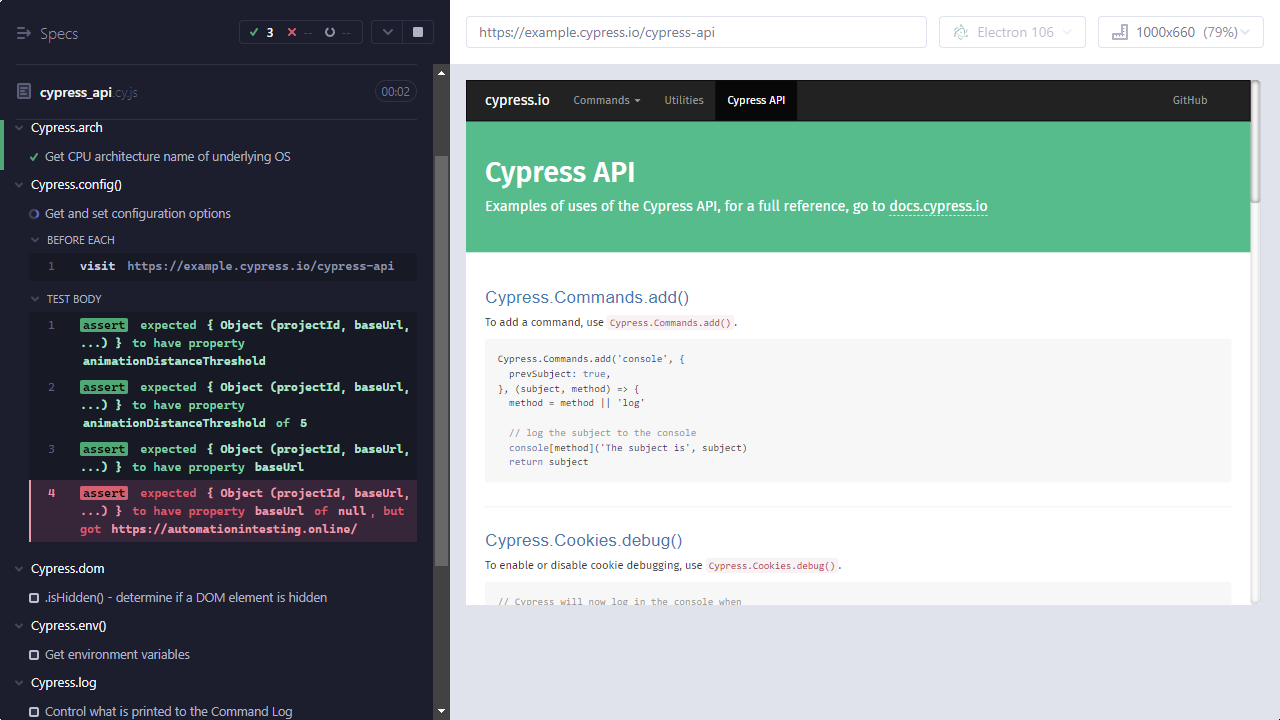 Specs
3
--
--
https://example.cypress.io/cypress-api
Electron 106
1000x660 (79%)
cypress_api.cy.js
00:02
Cypress.arch
Get CPU architecture name of underlying OS
Cypress.config()
Get and set configuration options
BEFORE EACH
1 visit https://example.cypress.io/cypress-api
TEST BODY
1 assert expected { Object (projectId, baseUrl,
...) } to have property
animationDistanceThreshold
2 assert expected { Object (projectId, baseUrl,
...) } to have property
animationDistanceThreshold of 5
3 assert expected { Object (projectId, baseUrl,
...) } to have property baseUrl
4 assert expected { Object (projectId, baseUrl,
...) } to have property baseUrl of null, but
got https://automationintesting.online/
Cypress.dom
.isHidden() - determine if a DOM element is hidden
Cypress.env()
Get environment variables
Cypress.log
Control what is printed to the Command Log
cypress.io Commands Utilities Cypress API GitHub
Cypress API
Examples of uses of the Cypress API, for a full reference, go to docs.cypress.io
Cypress.Commands.add()
To add a command, use Cypress.Commands.add().
Cypress.Commands.add('console', {
prevSubject: true,
}, (subject, method) => {
method = method || 'log'
// log the subject to the console
console[method]('The subject is', subject)
return subject
Cypress.Cookies.debug()
To enable or disable cookie debugging, use Cypress.Cookies.debug().
// Cypress will now log in the console when